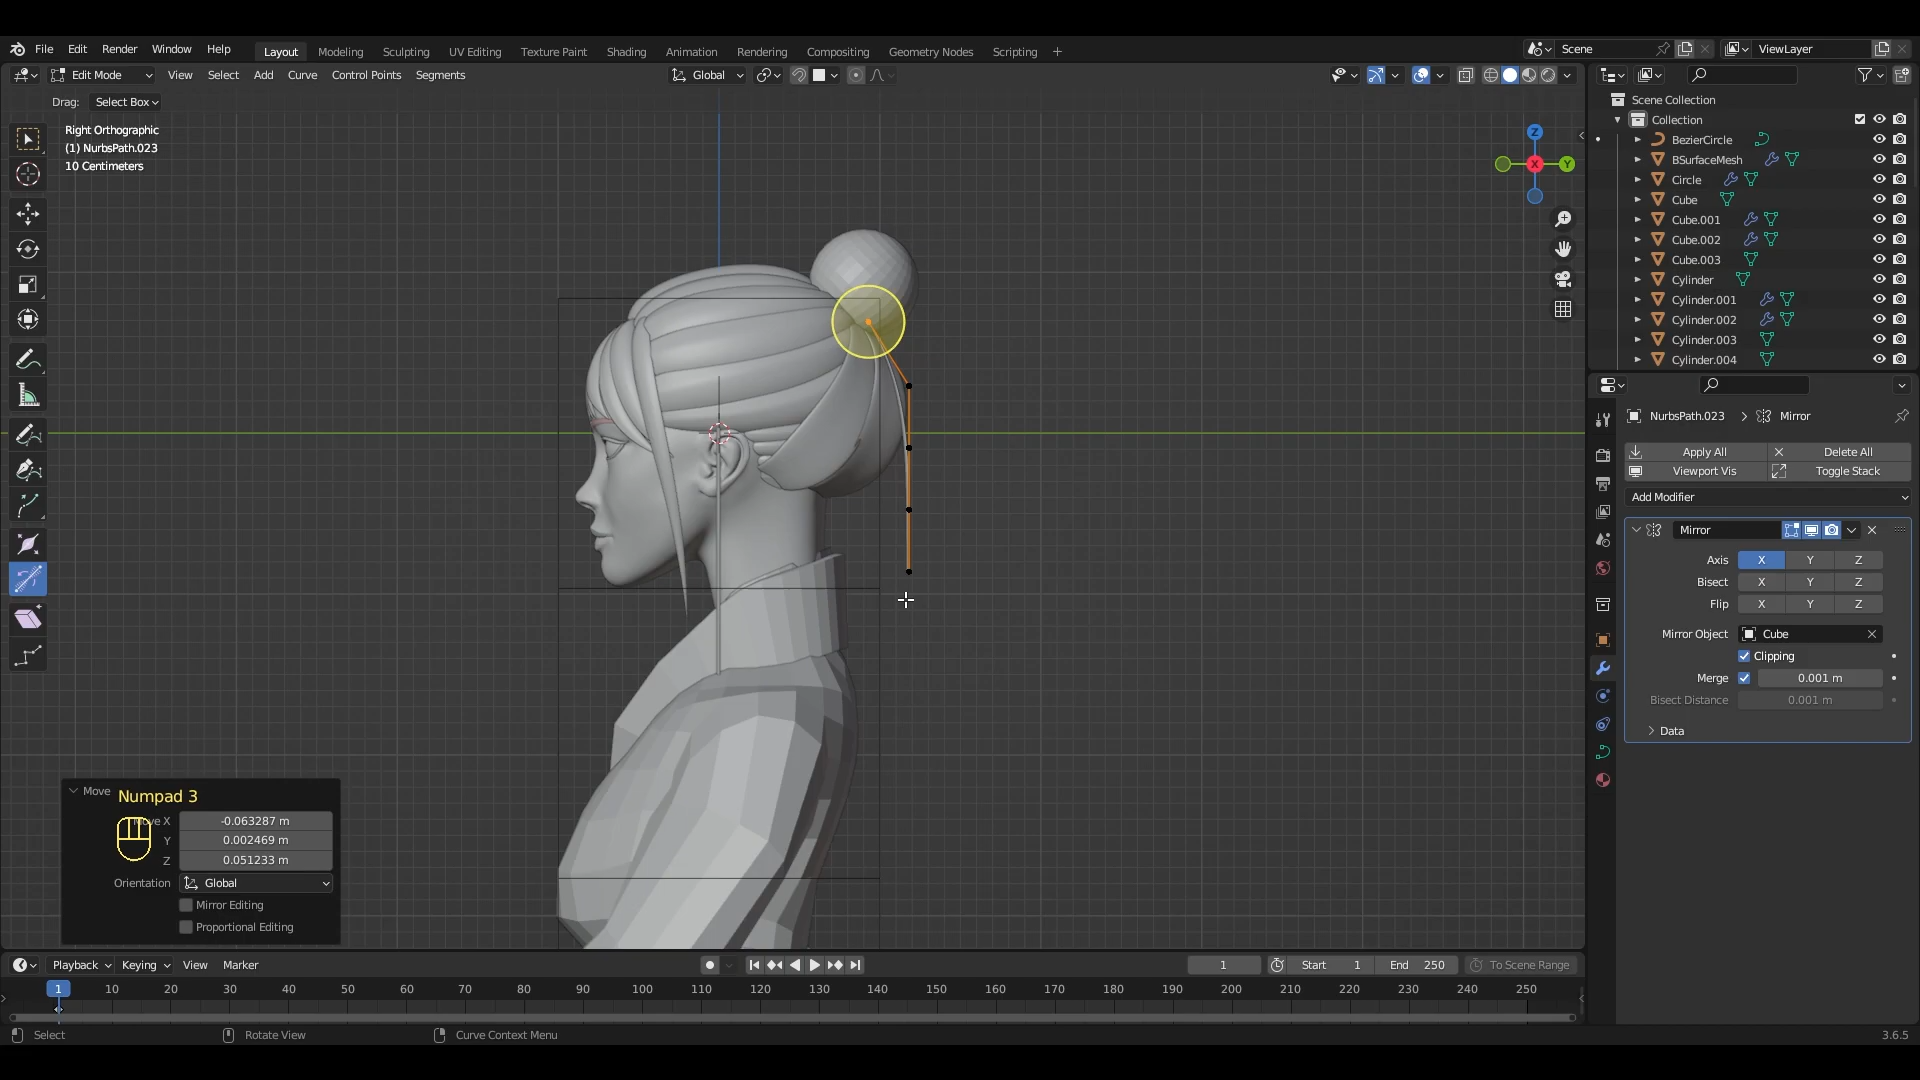 File Edit Render Window Help Layout Modeling Sculpting UV Editing Texture Paint Shading Animation Rendering Compositing Geometry Nodes Scripting + Scene ViewLayer
Edit Mode View Select Add Curve Control Points Segments Global
Drag: Select Box
Right Orthographic
(1) NurbsPath.023
10 Centimeters
Z
X
Y
Scene Collection
Collection
BezierCircle
BSurfaceMesh
Circle
Cube
Cube.001
Cube.002
Cube.003
Cylinder
Cylinder.001
Cylinder.002
Cylinder.003
Cylinder.004
NurbsPath.023 > Mirror
Apply All Delete All
Viewport Vis Toggle Stack
Add Modifier
Mirror
Axis X Y Z
Bisect X Y Z
Flip X Y Z
Mirror Object Cube
Clipping
Merge 0.001 m
Bisect Distance 0.001 m
Data
Move
Numpad 3
X -0.063287 m
Y 0.002469 m
Z 0.051233 m
Orientation Global
Mirror Editing
Proportional Editing
Playback Keying View Marker 1 Start 1 End 250 To Scene Range
1 10 20 30 40 50 60 70 80 90 100 110 120 130 140 150 160 170 180 190 200 210 220 230 240 250
Select Rotate View Curve Context Menu 3.6.5